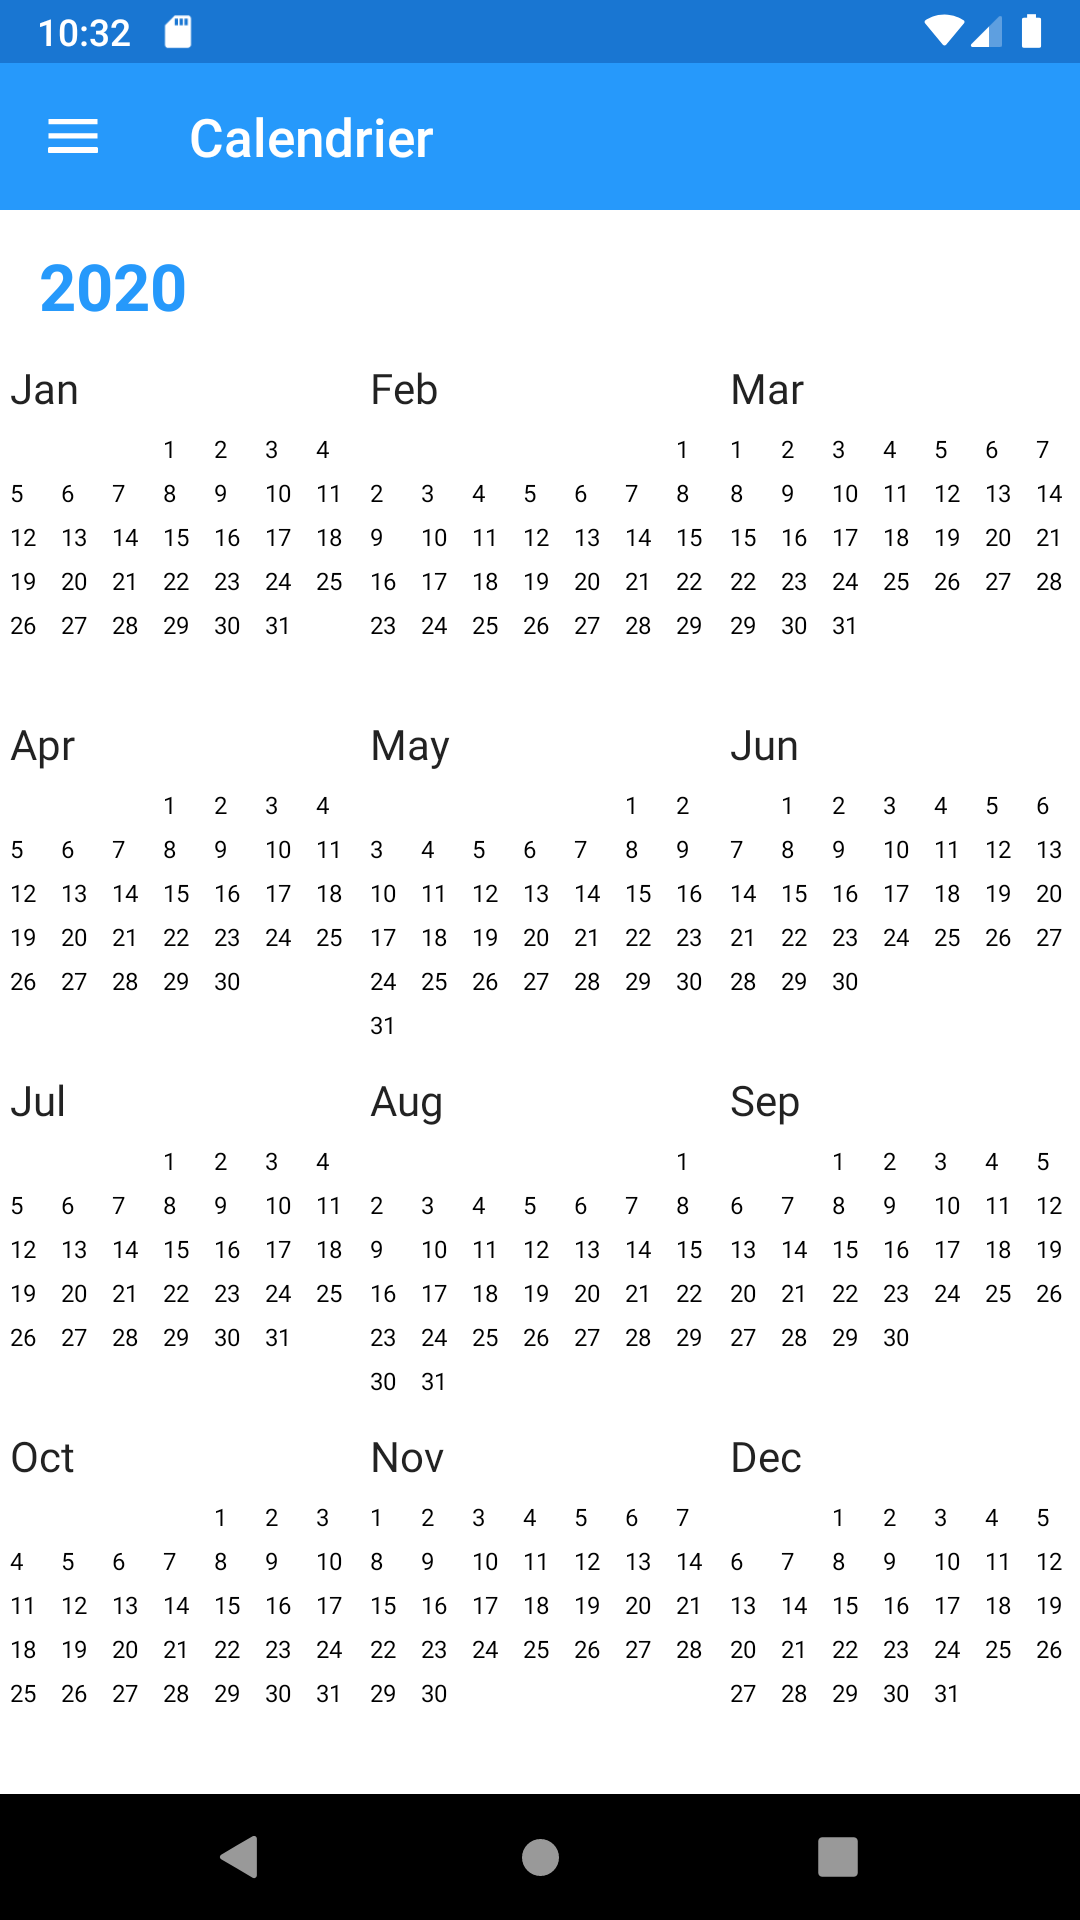 10:32
Calendrier
2020
Jan Feb Mar
1 2 3 4 1 1 2 3 4 5 6 7
5 6 7 8 9 10 11 2 3 4 5 6 7 8 8 9 10 11 12 13 14
12 13 14 15 16 17 18 9 10 11 12 13 14 15 15 16 17 18 19 20 21
19 20 21 22 23 24 25 16 17 18 19 20 21 22 22 23 24 25 26 27 28
26 27 28 29 30 31 23 24 25 26 27 28 29 29 30 31
Apr May Jun
1 2 3 4 1 2 1 2 3 4 5 6
5 6 7 8 9 10 11 3 4 5 6 7 8 9 7 8 9 10 11 12 13
12 13 14 15 16 17 18 10 11 12 13 14 15 16 14 15 16 17 18 19 20
19 20 21 22 23 24 25 17 18 19 20 21 22 23 21 22 23 24 25 26 27
26 27 28 29 30 24 25 26 27 28 29 30 28 29 30
31
Jul Aug Sep
1 2 3 4 1 1 2 3 4 5
5 6 7 8 9 10 11 2 3 4 5 6 7 8 6 7 8 9 10 11 12
12 13 14 15 16 17 18 9 10 11 12 13 14 15 13 14 15 16 17 18 19
19 20 21 22 23 24 25 16 17 18 19 20 21 22 20 21 22 23 24 25 26
26 27 28 29 30 31 23 24 25 26 27 28 29 27 28 29 30
30 31
Oct Nov Dec
1 2 3 1 2 3 4 5 6 7 1 2 3 4 5
4 5 6 7 8 9 10 8 9 10 11 12 13 14 6 7 8 9 10 11 12
11 12 13 14 15 16 17 15 16 17 18 19 20 21 13 14 15 16 17 18 19
18 19 20 21 22 23 24 22 23 24 25 26 27 28 20 21 22 23 24 25 26
25 26 27 28 29 30 31 29 30 27 28 29 30 31